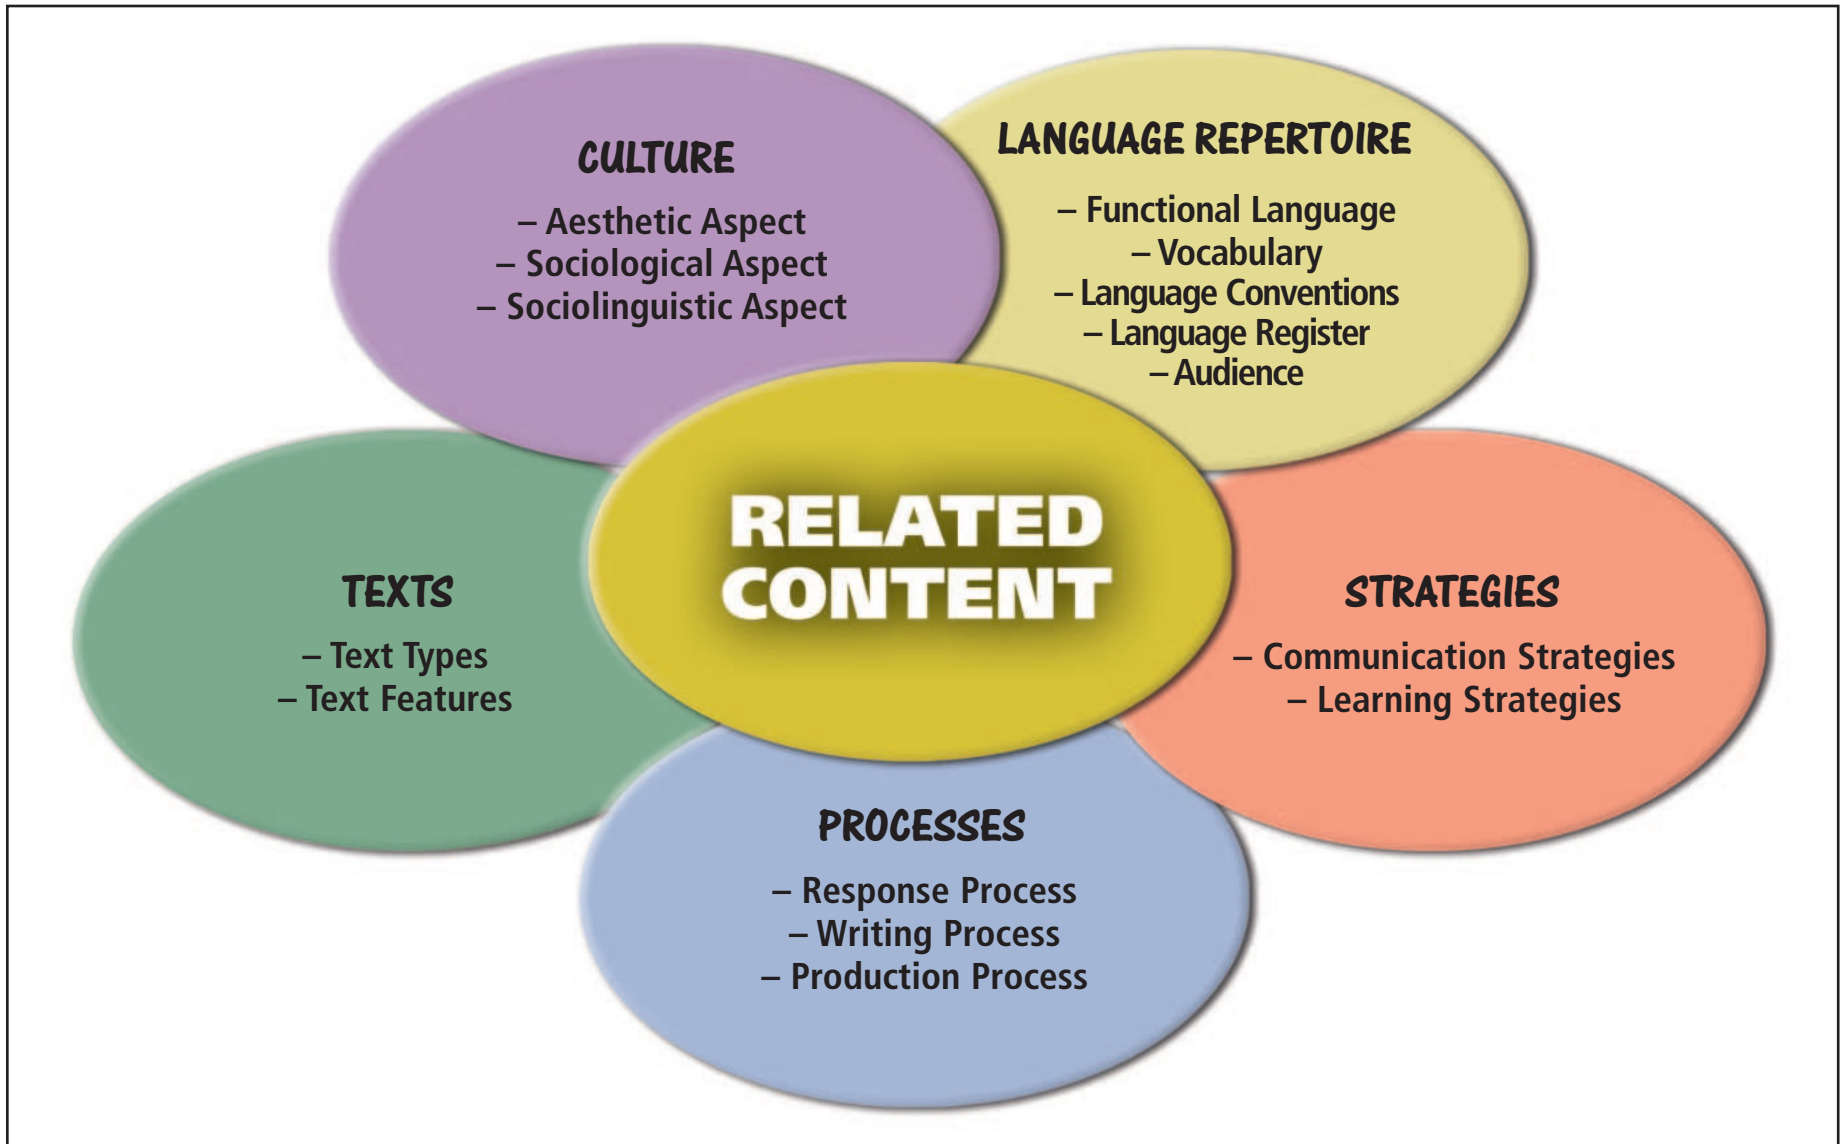 CULTURE
– Aesthetic Aspect
– Sociological Aspect
– Sociolinguistic Aspect
LANGUAGE REPERTOIRE
– Functional Language
– Vocabulary
– Language Conventions
– Language Register
– Audience
RELATED
CONTENT
TEXTS
– Text Types
– Text Features
STRATEGIES
– Communication Strategies
– Learning Strategies
PROCESSES
– Response Process
– Writing Process
– Production Process